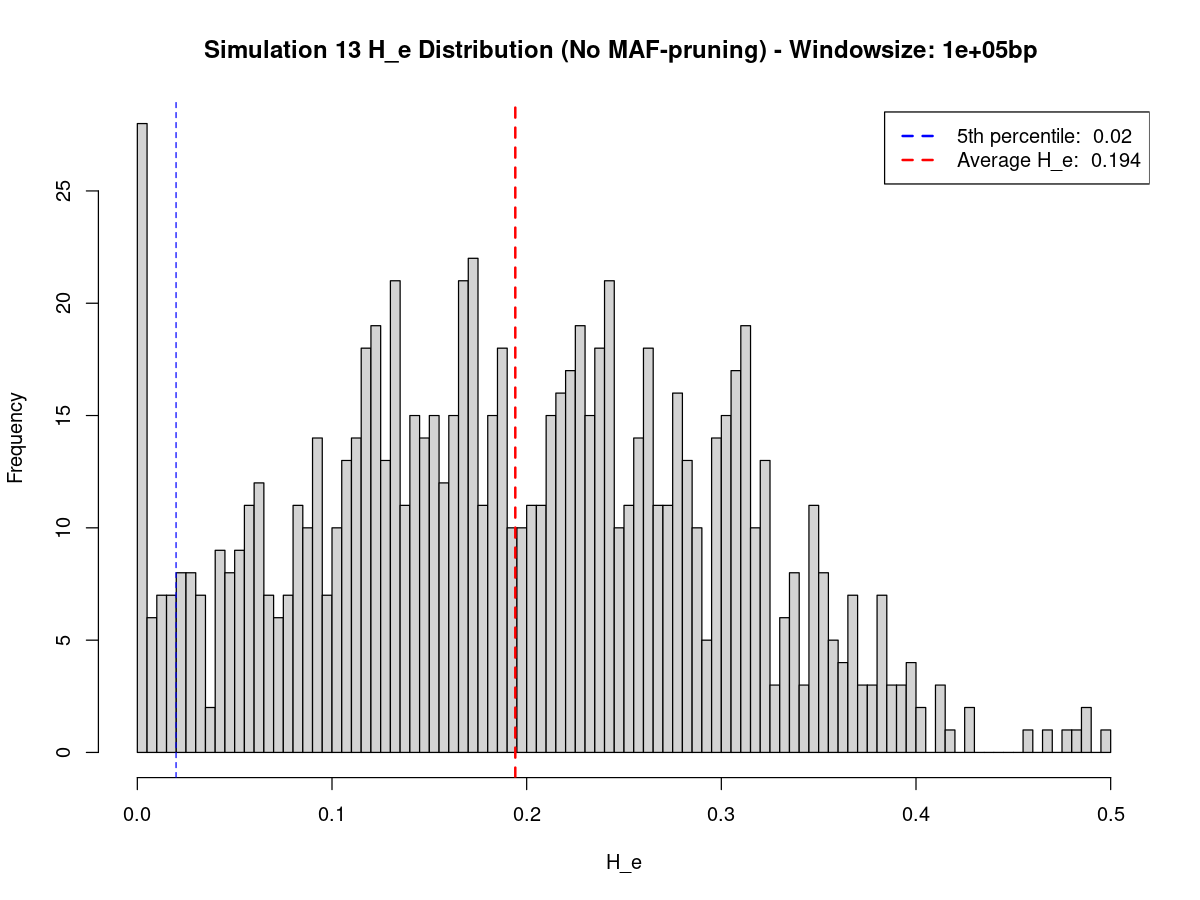 Simulation 13 H_e Distribution (No MAF-pruning) - Windowsize: 1e+05bp
5th percentile:  0.02
Average H_e:  0.194
Frequency
25
20
15
10
5
0
0.0 0.1 0.2 0.3 0.4 0.5
H_e